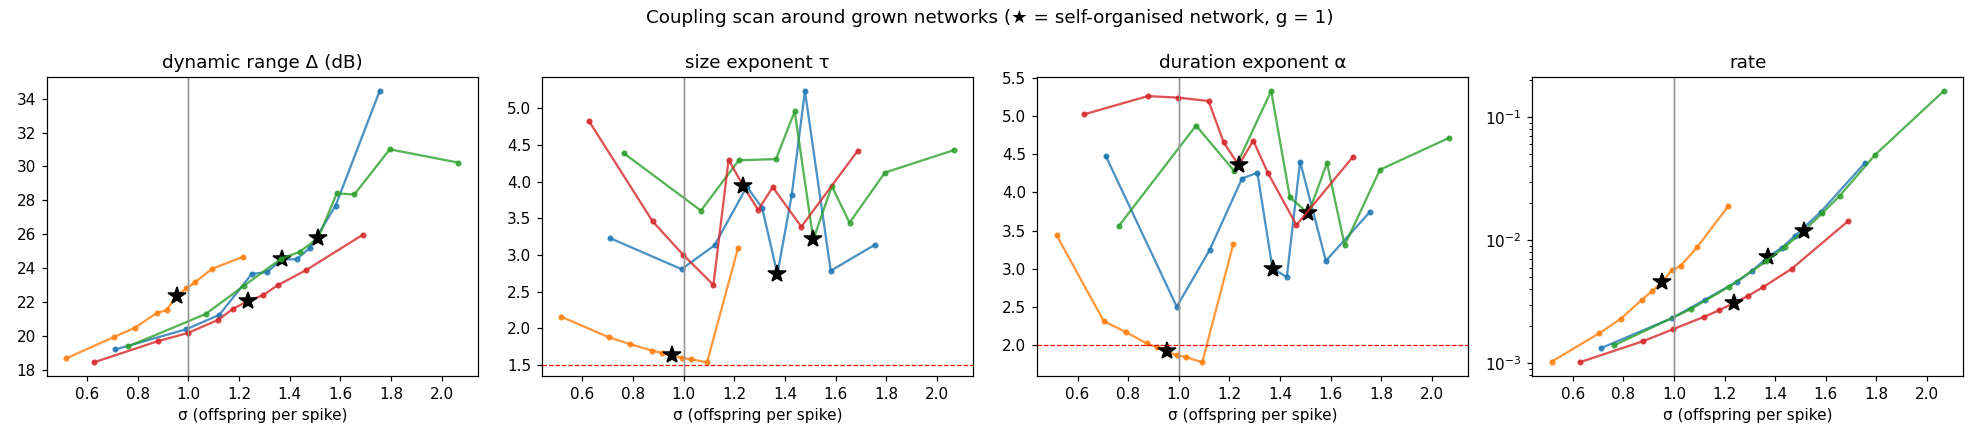 Coupling scan around grown networks (★ = self-organised network, g = 1)
dynamic range Δ (dB)
34
32
30
28
26
24
22
20
18
0.6 0.8 1.0 1.2 1.4 1.6 1.8 2.0
σ (offspring per spike)
size exponent τ
5.0
4.5
4.0
3.5
3.0
2.5
2.0
1.5
0.6 0.8 1.0 1.2 1.4 1.6 1.8 2.0
σ (offspring per spike)
duration exponent α
5.5
5.0
4.5
4.0
3.5
3.0
2.5
2.0
0.6 0.8 1.0 1.2 1.4 1.6 1.8 2.0
σ (offspring per spike)
rate
10⁻¹
10⁻²
10⁻³
0.6 0.8 1.0 1.2 1.4 1.6 1.8 2.0
σ (offspring per spike)